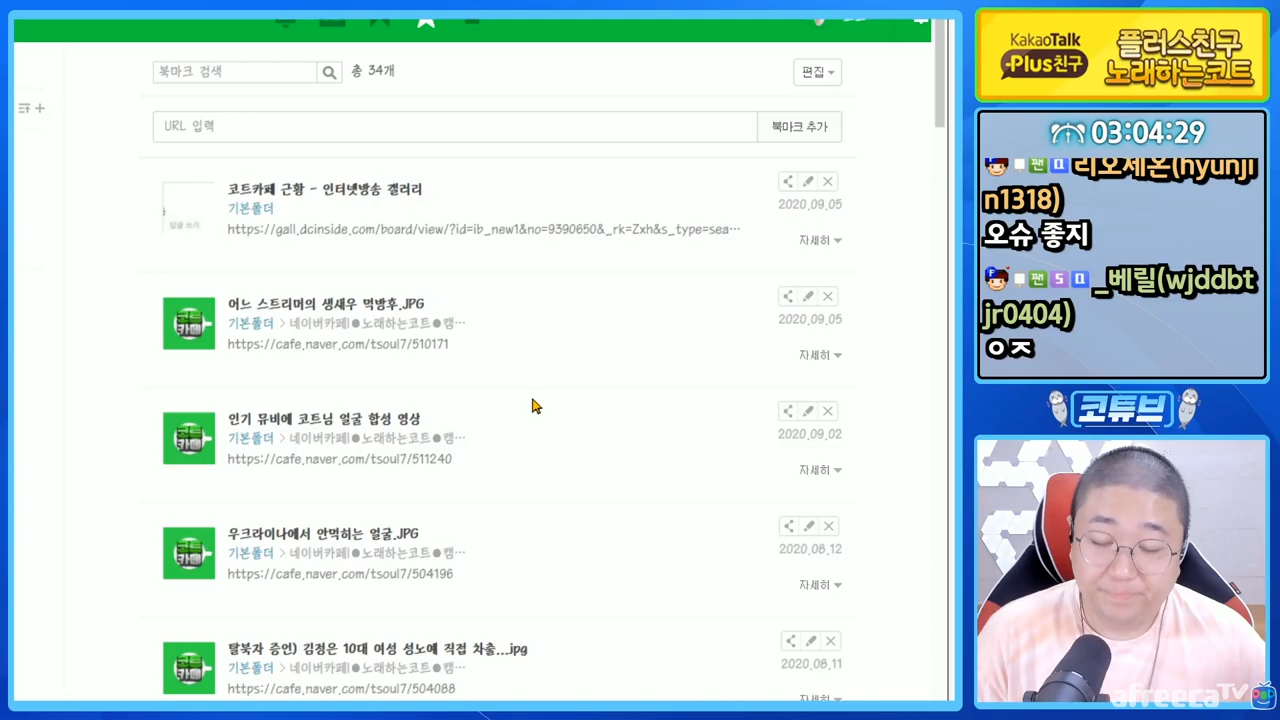 북마크 검색
총 34개
편집
URL 입력
북마크 추가
코트카페 근황 - 인터넷방송 갤러리
기본폴더
https://gall.dcinside.com/board/view/?id=ib_new1&no=9390650&_rk=Zxh&s_type=sea…
2020.09.05
자세히
어느 스트리머의 생새우 먹방후.JPG
기본폴더 > 네이버카페|●노래하는코트●캠…
https://cafe.naver.com/tsoul7/510171
2020.09.05
자세히
인기 뮤비에 코트님 얼굴 합성 영상
기본폴더 > 네이버카페|●노래하는코트●캠…
https://cafe.naver.com/tsoul7/511240
2020.09.02
자세히
우크라이나에서 안먹히는 얼굴.JPG
기본폴더 > 네이버카페|●노래하는코트●캠…
https://cafe.naver.com/tsoul7/504196
2020.08.12
자세히
탈북자 증언) 김정은 10대 여성 성노예 직접 차출...jpg
기본폴더 > 네이버카페|●노래하는코트●캠…
https://cafe.naver.com/tsoul7/504088
2020.08.11
자세히
KakaoTalk
Plus친구
플러스친구
노래하는코트
03:04:29
팬 리오세온(hyunji
n1318)
오슈 좋지
팬 S _베릴(wjddbt
jr0404)
ㅇㅈ
코튜브
afreecaTV